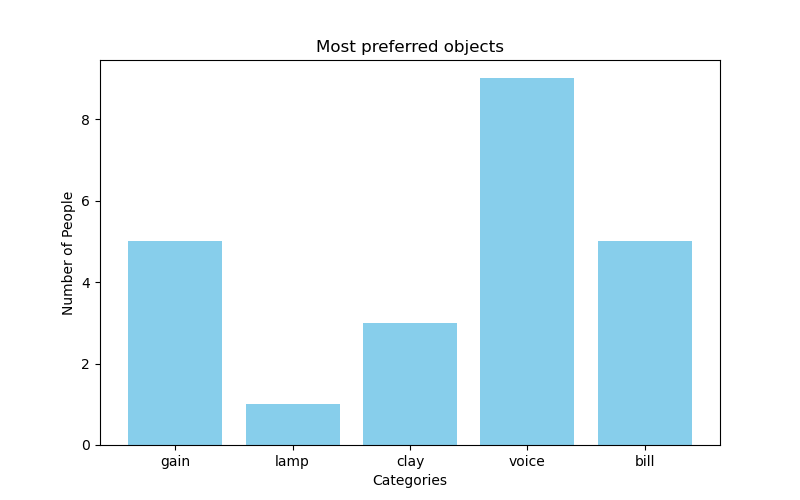 Most preferred objects
Number of People
8
6
4
2
0
gain lamp clay voice bill
Categories